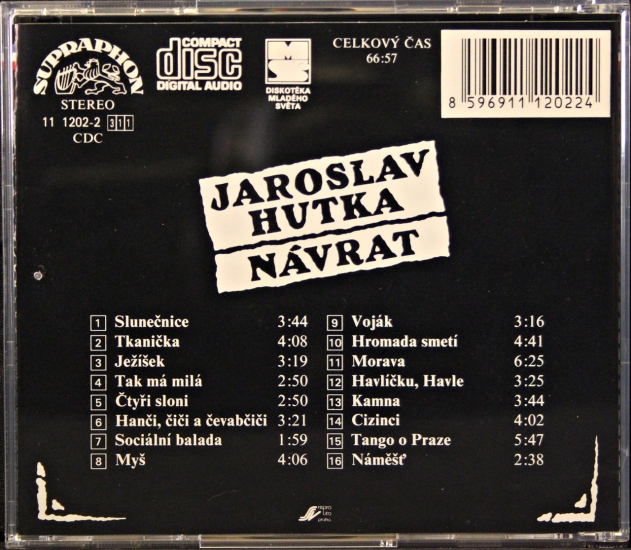 SUPRAPHON
STEREO
11 1202-2 311
CDC
COMPACT
disc
DIGITAL AUDIO
DISKOTÉKA
MLADÉHO
SVĚTA
CELKOVÝ ČAS
66:57
8 596911 120224
JAROSLAV
HUTKA
NÁVRAT
1 Slunečnice 3:44
2 Tkanička 4:08
3 Ježíšek 3:19
4 Tak má milá 2:50
5 Čtyři sloni 2:50
6 Hanči, čiči a čevabčiči 3:21
7 Sociální balada 1:59
8 Myš 4:06
9 Voják 3:16
10 Hromada smetí 4:41
11 Morava 6:25
12 Havlíčku, Havle 3:25
13 Kamna 3:44
14 Cizinci 4:02
15 Tango o Praze 5:47
16 Náměšť 2:38